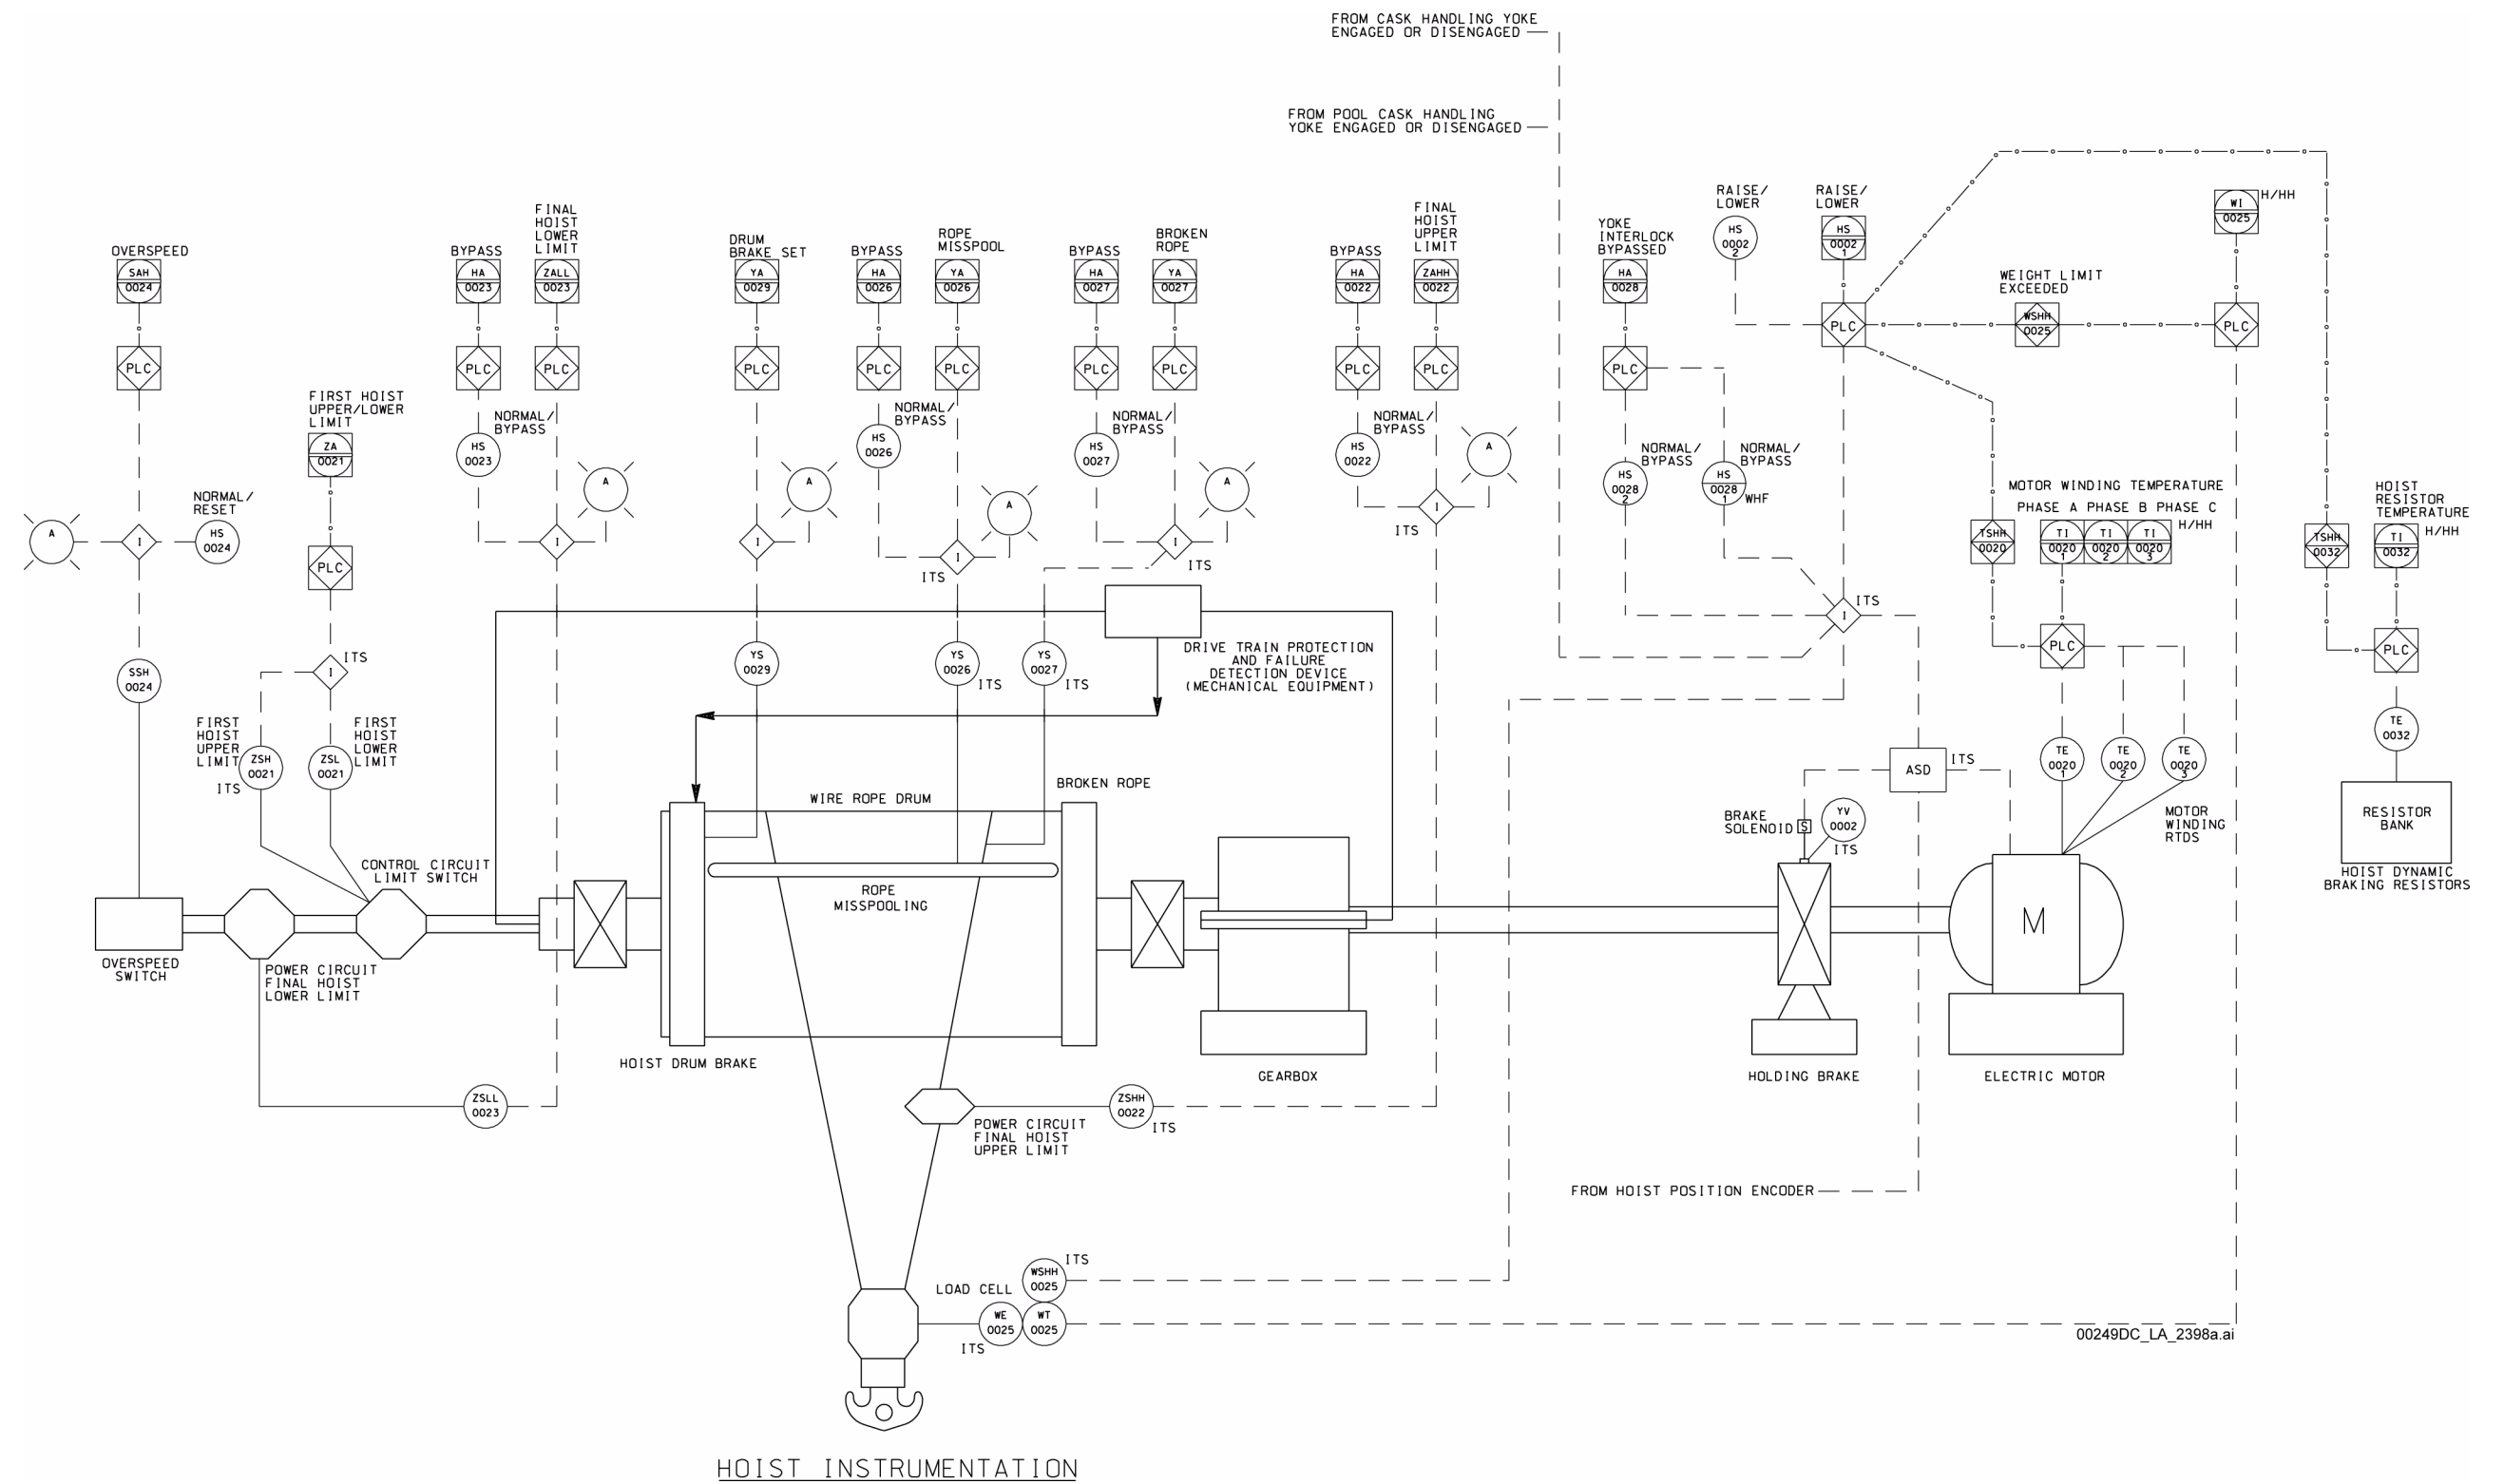 FROM CASK HANDLING YOKE
ENGAGED OR DISENGAGED
FROM POOL CASK HANDLING
YOKE ENGAGED OR DISENGAGED
OVERSPEED
SAH
0024
PLC
A
I
NORMAL/
RESET
HS
0024
SSH
0024
FIRST HOIST
UPPER/LOWER
LIMIT
ZA
0021
PLC
I
ITS
FIRST
HOIST
UPPER
LIMIT
ZSH
0021
ITS
FIRST
HOIST
LOWER
LIMIT
ZSL
0021
BYPASS
HA
0023
PLC
NORMAL/
BYPASS
HS
0023
FINAL
HOIST
LOWER
LIMIT
ZALL
0023
PLC
I
A
DRUM
BRAKE SET
YA
0029
PLC
I
A
YS
0029
BYPASS
HA
0026
PLC
NORMAL/
BYPASS
HS
0026
ROPE
MISSPOOL
YA
0026
PLC
I
ITS
A
YS
0026
ITS
BYPASS
HA
0027
PLC
NORMAL/
BYPASS
HS
0027
BROKEN
ROPE
YA
0027
PLC
I
ITS
A
YS
0027
ITS
BYPASS
HA
0022
PLC
NORMAL/
BYPASS
HS
0022
FINAL
HOIST
UPPER
LIMIT
ZAHH
0022
PLC
I
ITS
A
DRIVE TRAIN PROTECTION
AND FAILURE
DETECTION DEVICE
(MECHANICAL EQUIPMENT)
YOKE
INTERLOCK
BYPASSED
HA
0028
PLC
NORMAL/
BYPASS
HS
0028
2
NORMAL/
BYPASS
HS
0028
1
WHF
RAISE/
LOWER
HS
0002
2
RAISE/
LOWER
HS
0002
1
PLC
I
ITS
WEIGHT LIMIT
EXCEEDED
WSHH
0025
WI
0025
H/HH
PLC
MOTOR WINDING TEMPERATURE
PHASE A PHASE B PHASE C
TSHH
0020
TI
0020
1
TI
0020
2
TI
0020
3
H/HH
PLC
TE
0020
1
TE
0020
2
TE
0020
3
MOTOR
WINDING
RTDS
HOIST
RESISTOR
TEMPERATURE
TSHH
0032
TI
0032
H/HH
PLC
TE
0032
RESISTOR
BANK
HOIST DYNAMIC
BRAKING RESISTORS
ASD
ITS
BRAKE
SOLENOID
S
YV
0002
ITS
M
HOLDING BRAKE
ELECTRIC MOTOR
GEARBOX
BROKEN ROPE
WIRE ROPE DRUM
ROPE
MISSPOOLING
HOIST DRUM BRAKE
CONTROL CIRCUIT
LIMIT SWITCH
OVERSPEED
SWITCH
POWER CIRCUIT
FINAL HOIST
LOWER LIMIT
ZSLL
0023
ZSHH
0022
ITS
POWER CIRCUIT
FINAL HOIST
UPPER LIMIT
FROM HOIST POSITION ENCODER
LOAD CELL
WSHH
0025
ITS
WE
0025
WT
0025
ITS
00249DC_LA_2398a.ai
HOIST INSTRUMENTATION